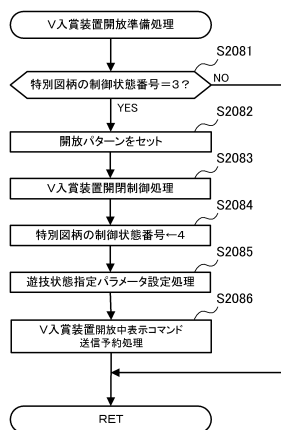 V入賞装置開放準備処理
S2081
特別図柄の制御状態番号＝3？
NO
YES
S2082
開放パターンをセット
S2083
V入賞装置開閉制御処理
S2084
特別図柄の制御状態番号←4
S2085
遊技状態指定パラメータ設定処理
S2086
V入賞装置開放中表示コマンド
送信予約処理
RET